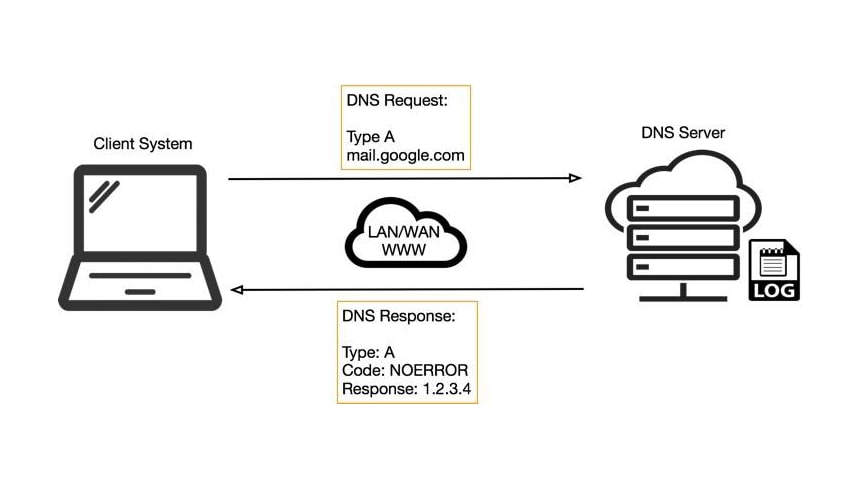 Client System
DNS Request:
Type A
mail.google.com
DNS Server
LAN/WAN
WWW
LOG
DNS Response:
Type: A
Code: NOERROR
Response: 1.2.3.4